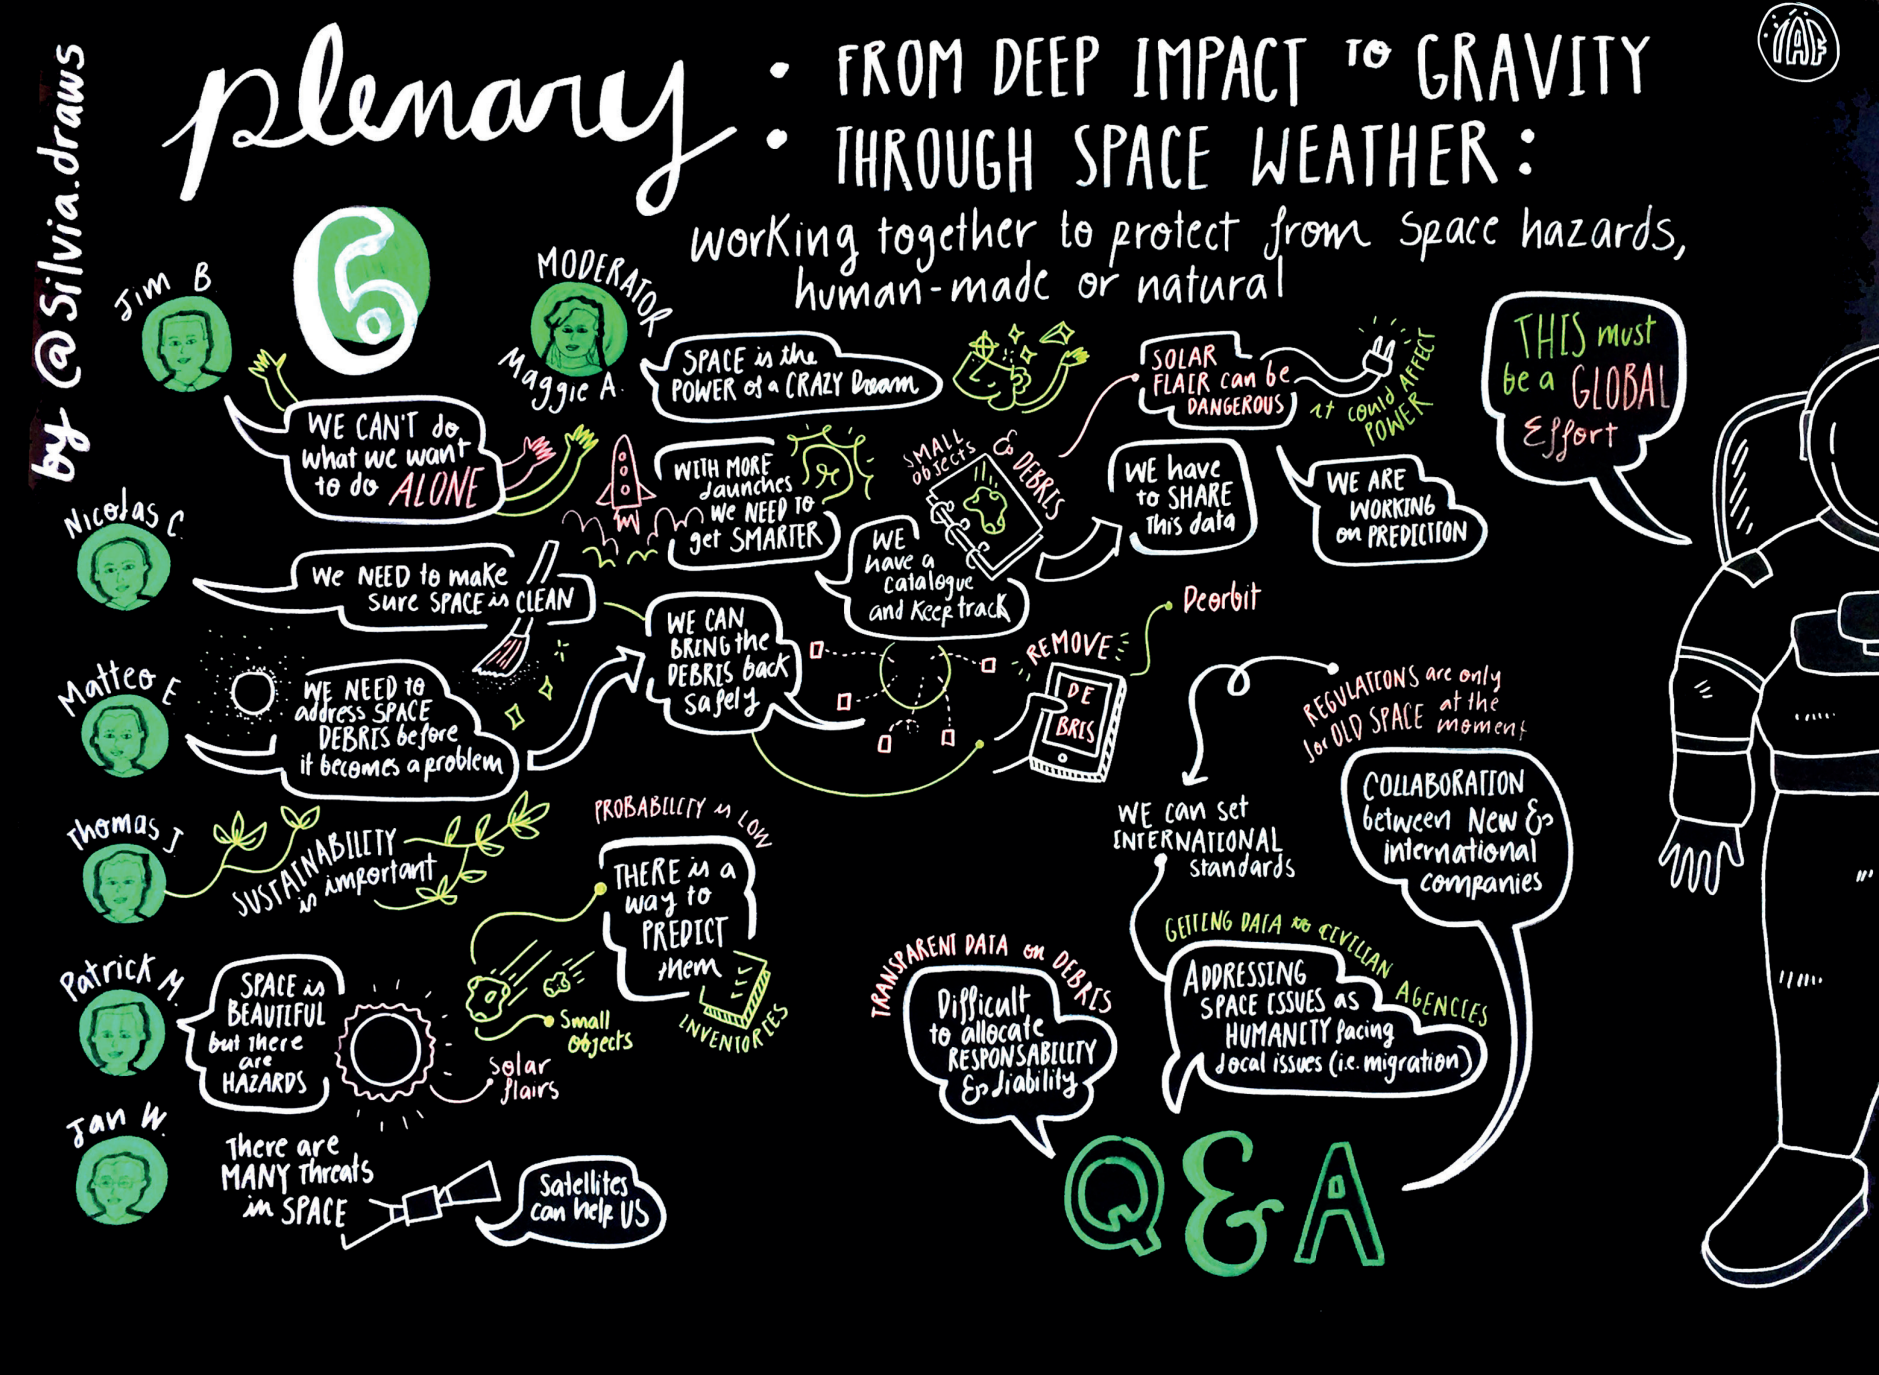 by @Silvia.draws
plenary:
FROM DEEP IMPACT TO GRAVITY
THROUGH SPACE WEATHER:
working together to protect from space hazards,
human-made or natural
IAF
6
Jim B
WE CAN'T do
what we want
to do ALONE
MODERATOR
Maggie A.
SPACE is the
POWER of a CRAZY Dream
SOLAR
FLAIR can be
DANGEROUS
it could AFFECT
POWER
THIS must
be a GLOBAL
Effort
WITH MORE
launches
we NEED TO
get SMARTER
SMALL
objects
& DEBRIS
WE
have a
catalogue
and Keep track
WE have
to SHARE
this data
WE ARE
WORKING
on PREDICTION
Nicolas C.
We NEED to make
sure SPACE is CLEAN
WE CAN
BRING the
DEBRIS back
safely
REMOVE
DE
BRIS
Deorbit
Matteo E
WE NEED to
address SPACE
DEBRIS before
it becomes a problem
Thomas J
SUSTAINABILITY
is important
Patrick M.
SPACE is
BEAUTIFUL
but there
are
HAZARDS
Solar
flairs
Small
objects
PROBABILITY is LOW
THERE is a
way to
PREDICT
them
INVENTORIES
Jan W.
There are
MANY threats
in SPACE
Satellites
can help US
REGULATIONS are only
for OLD SPACE at the
moment
WE can set
INTERNATIONAL
standards
COLLABORATION
between New &
international
companies
TRANSPARENT DATA on DEBRIS
Difficult
to allocate
RESPONSABILITY
& liability
GETTING DATA to CIVILIAN
AGENCIES
ADDRESSING
SPACE ISSUES as
HUMANITY facing
local issues (i.e. migration)
Q&A